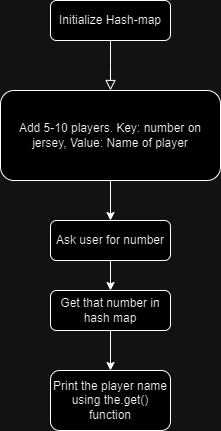 Initialize Hash-map
Add 5-10 players. Key: number on
jersey, Value: Name of player
Ask user for number
Get that number in
hash map
Print the player name
using the.get()
function